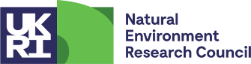 UK
RI
Natural
Environment
Research Council